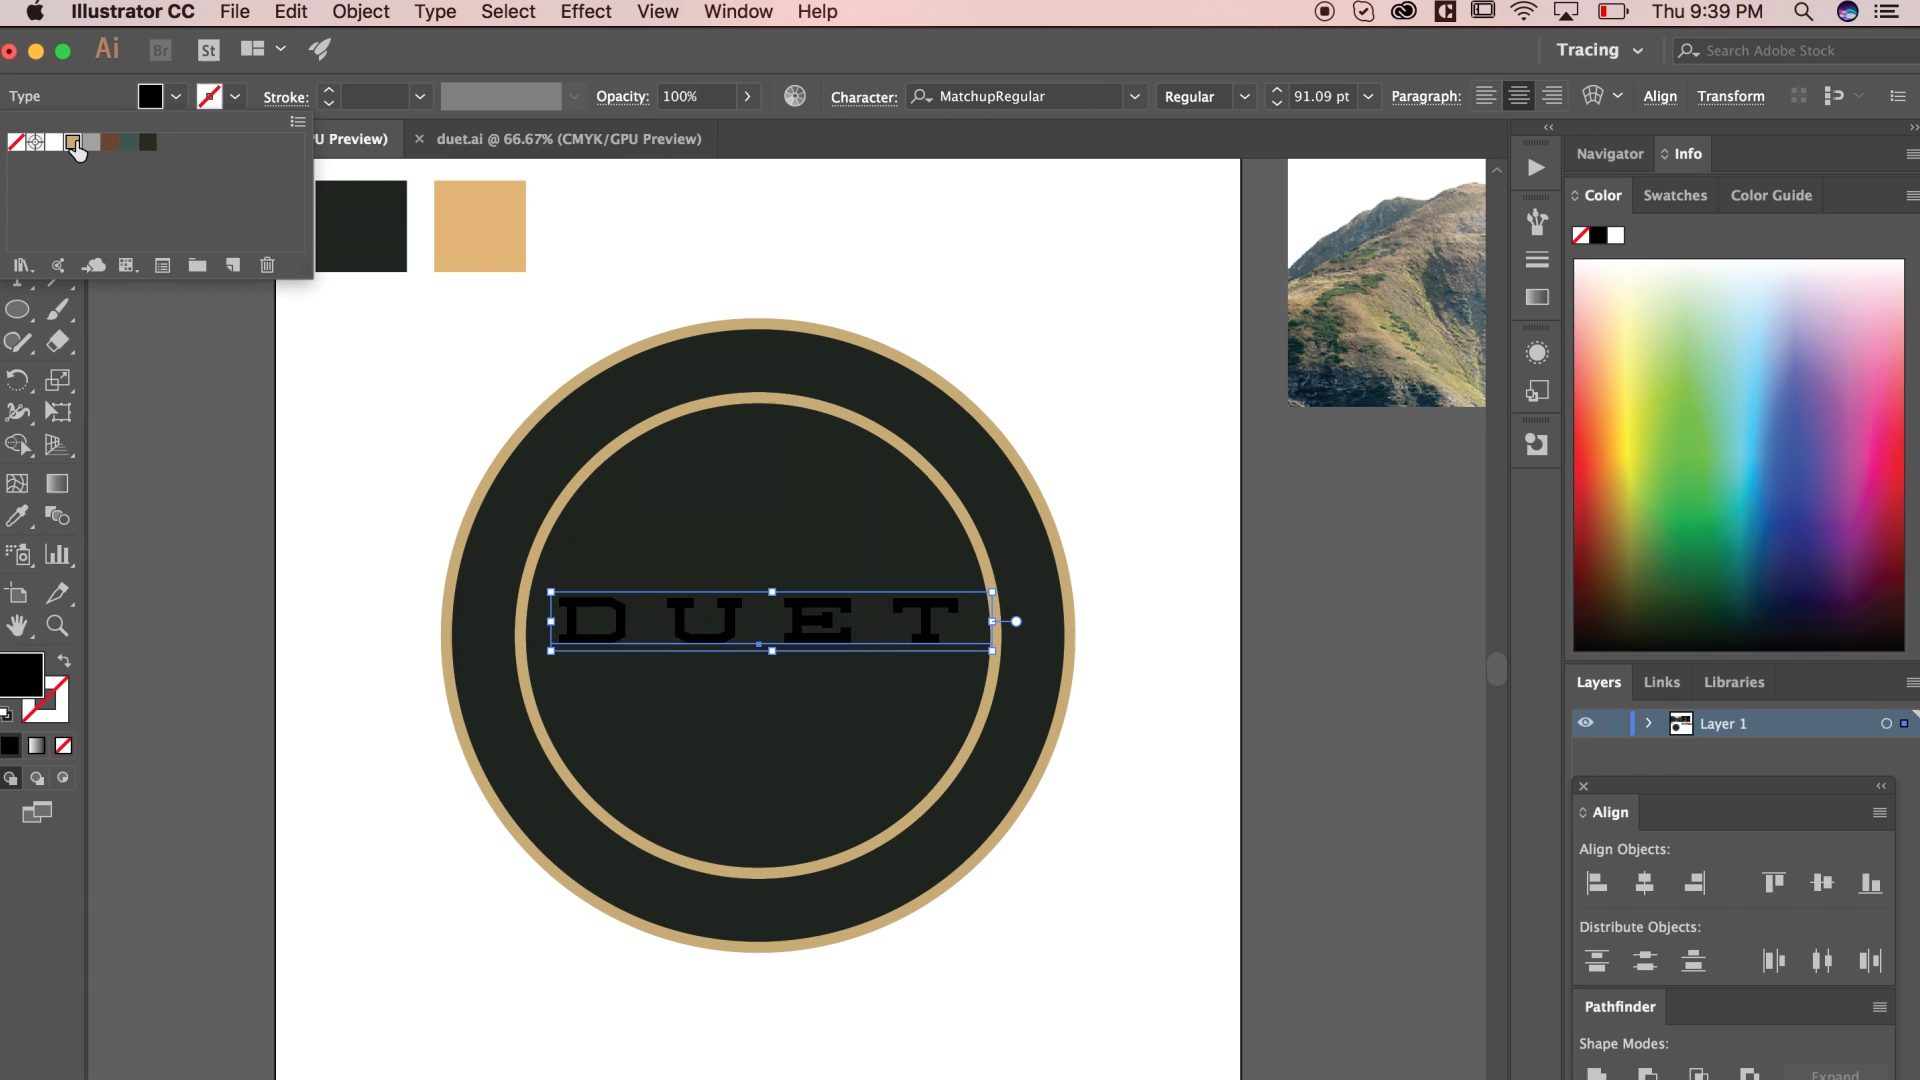 Illustrator CC File Edit Object Type Select Effect View Window Help Thu 9:39 PM
Ai Br St Tracing Search Adobe Stock
Type Stroke: Opacity: 100% Character: MatchupRegular Regular 91.09 pt Paragraph: Align Transform
PU Preview) × duet.ai @ 66.67% (CMYK/GPU Preview)
Navigator Info
Color Swatches Color Guide
DUET
Layers Links Libraries
Layer 1
Align
Align Objects:
Distribute Objects:
Pathfinder
Shape Modes:
Expand